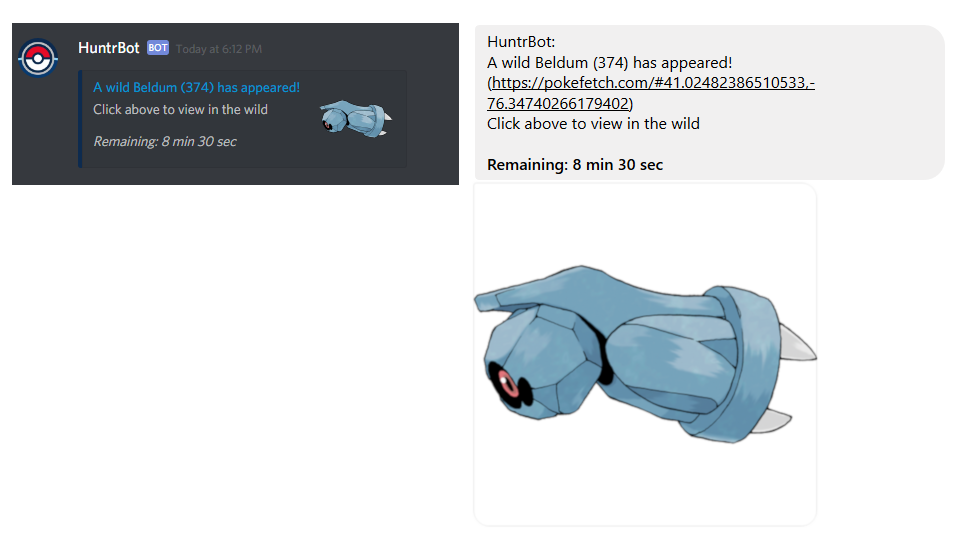 HuntrBot BOT Today at 6:12 PM
A wild Beldum (374) has appeared!
Click above to view in the wild
Remaining: 8 min 30 sec
HuntrBot:
A wild Beldum (374) has appeared!
(https://pokefetch.com/#41.02482386510533,-
76.34740266179402)
Click above to view in the wild
Remaining: 8 min 30 sec